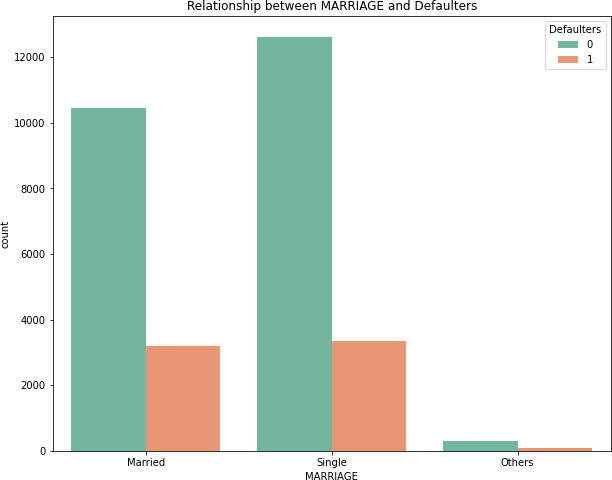 Relationship between MARRIAGE and Defaulters
Defaulters
0
1
12000
10000
8000
6000
4000
2000
0
count
Married Single Others
MARRIAGE